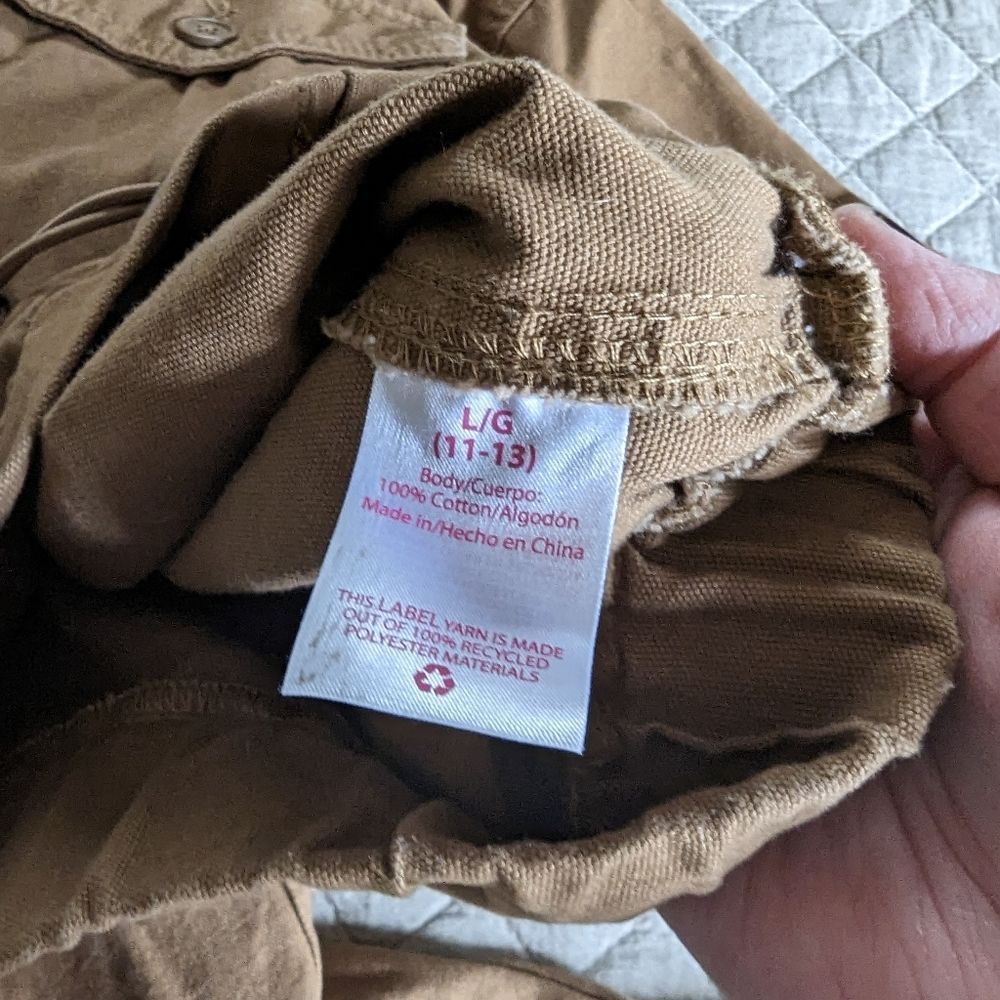 L/G
(11-13)
Body/Cuerpo:
100% Cotton/Algodón
Made in/Hecho en China
THIS LABEL YARN IS MADE
OUT OF 100% RECYCLED
POLYESTER MATERIALS